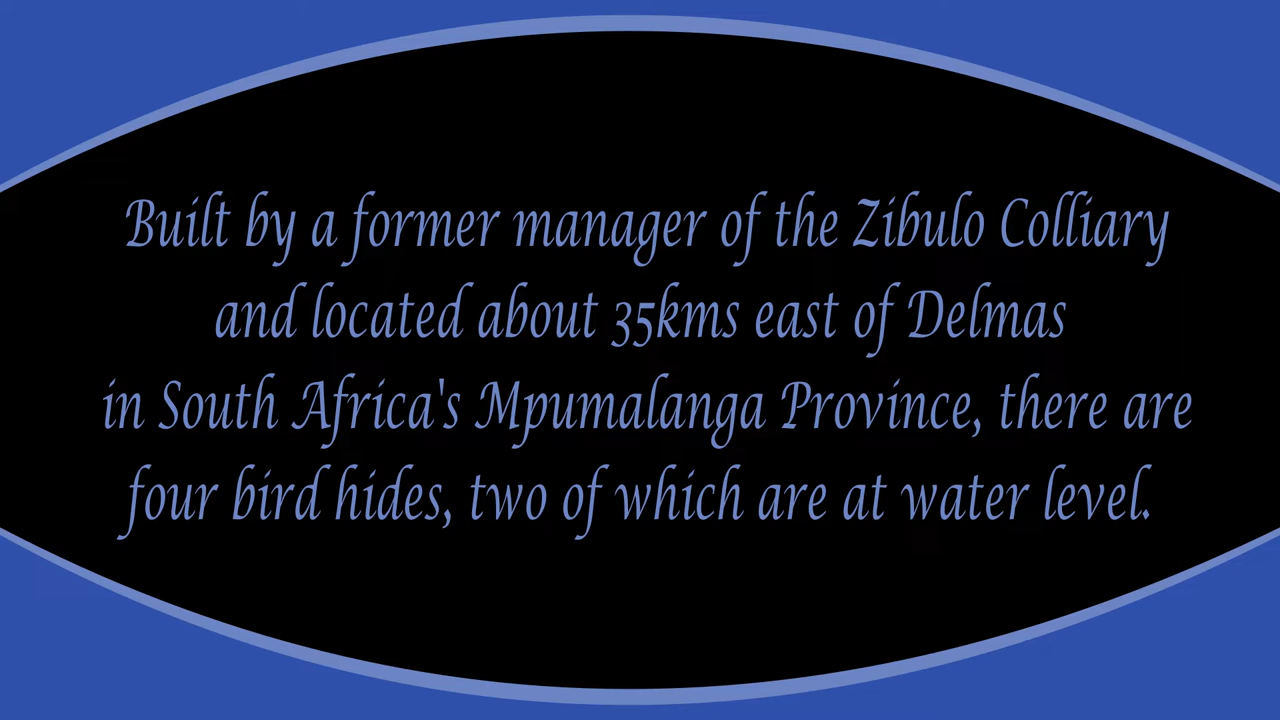 Built by a former manager of the Zibulo Colliary
and located about 35kms east of Delmas
in South Africa's Mpumalanga Province, there are
four bird hides, two of which are at water level.